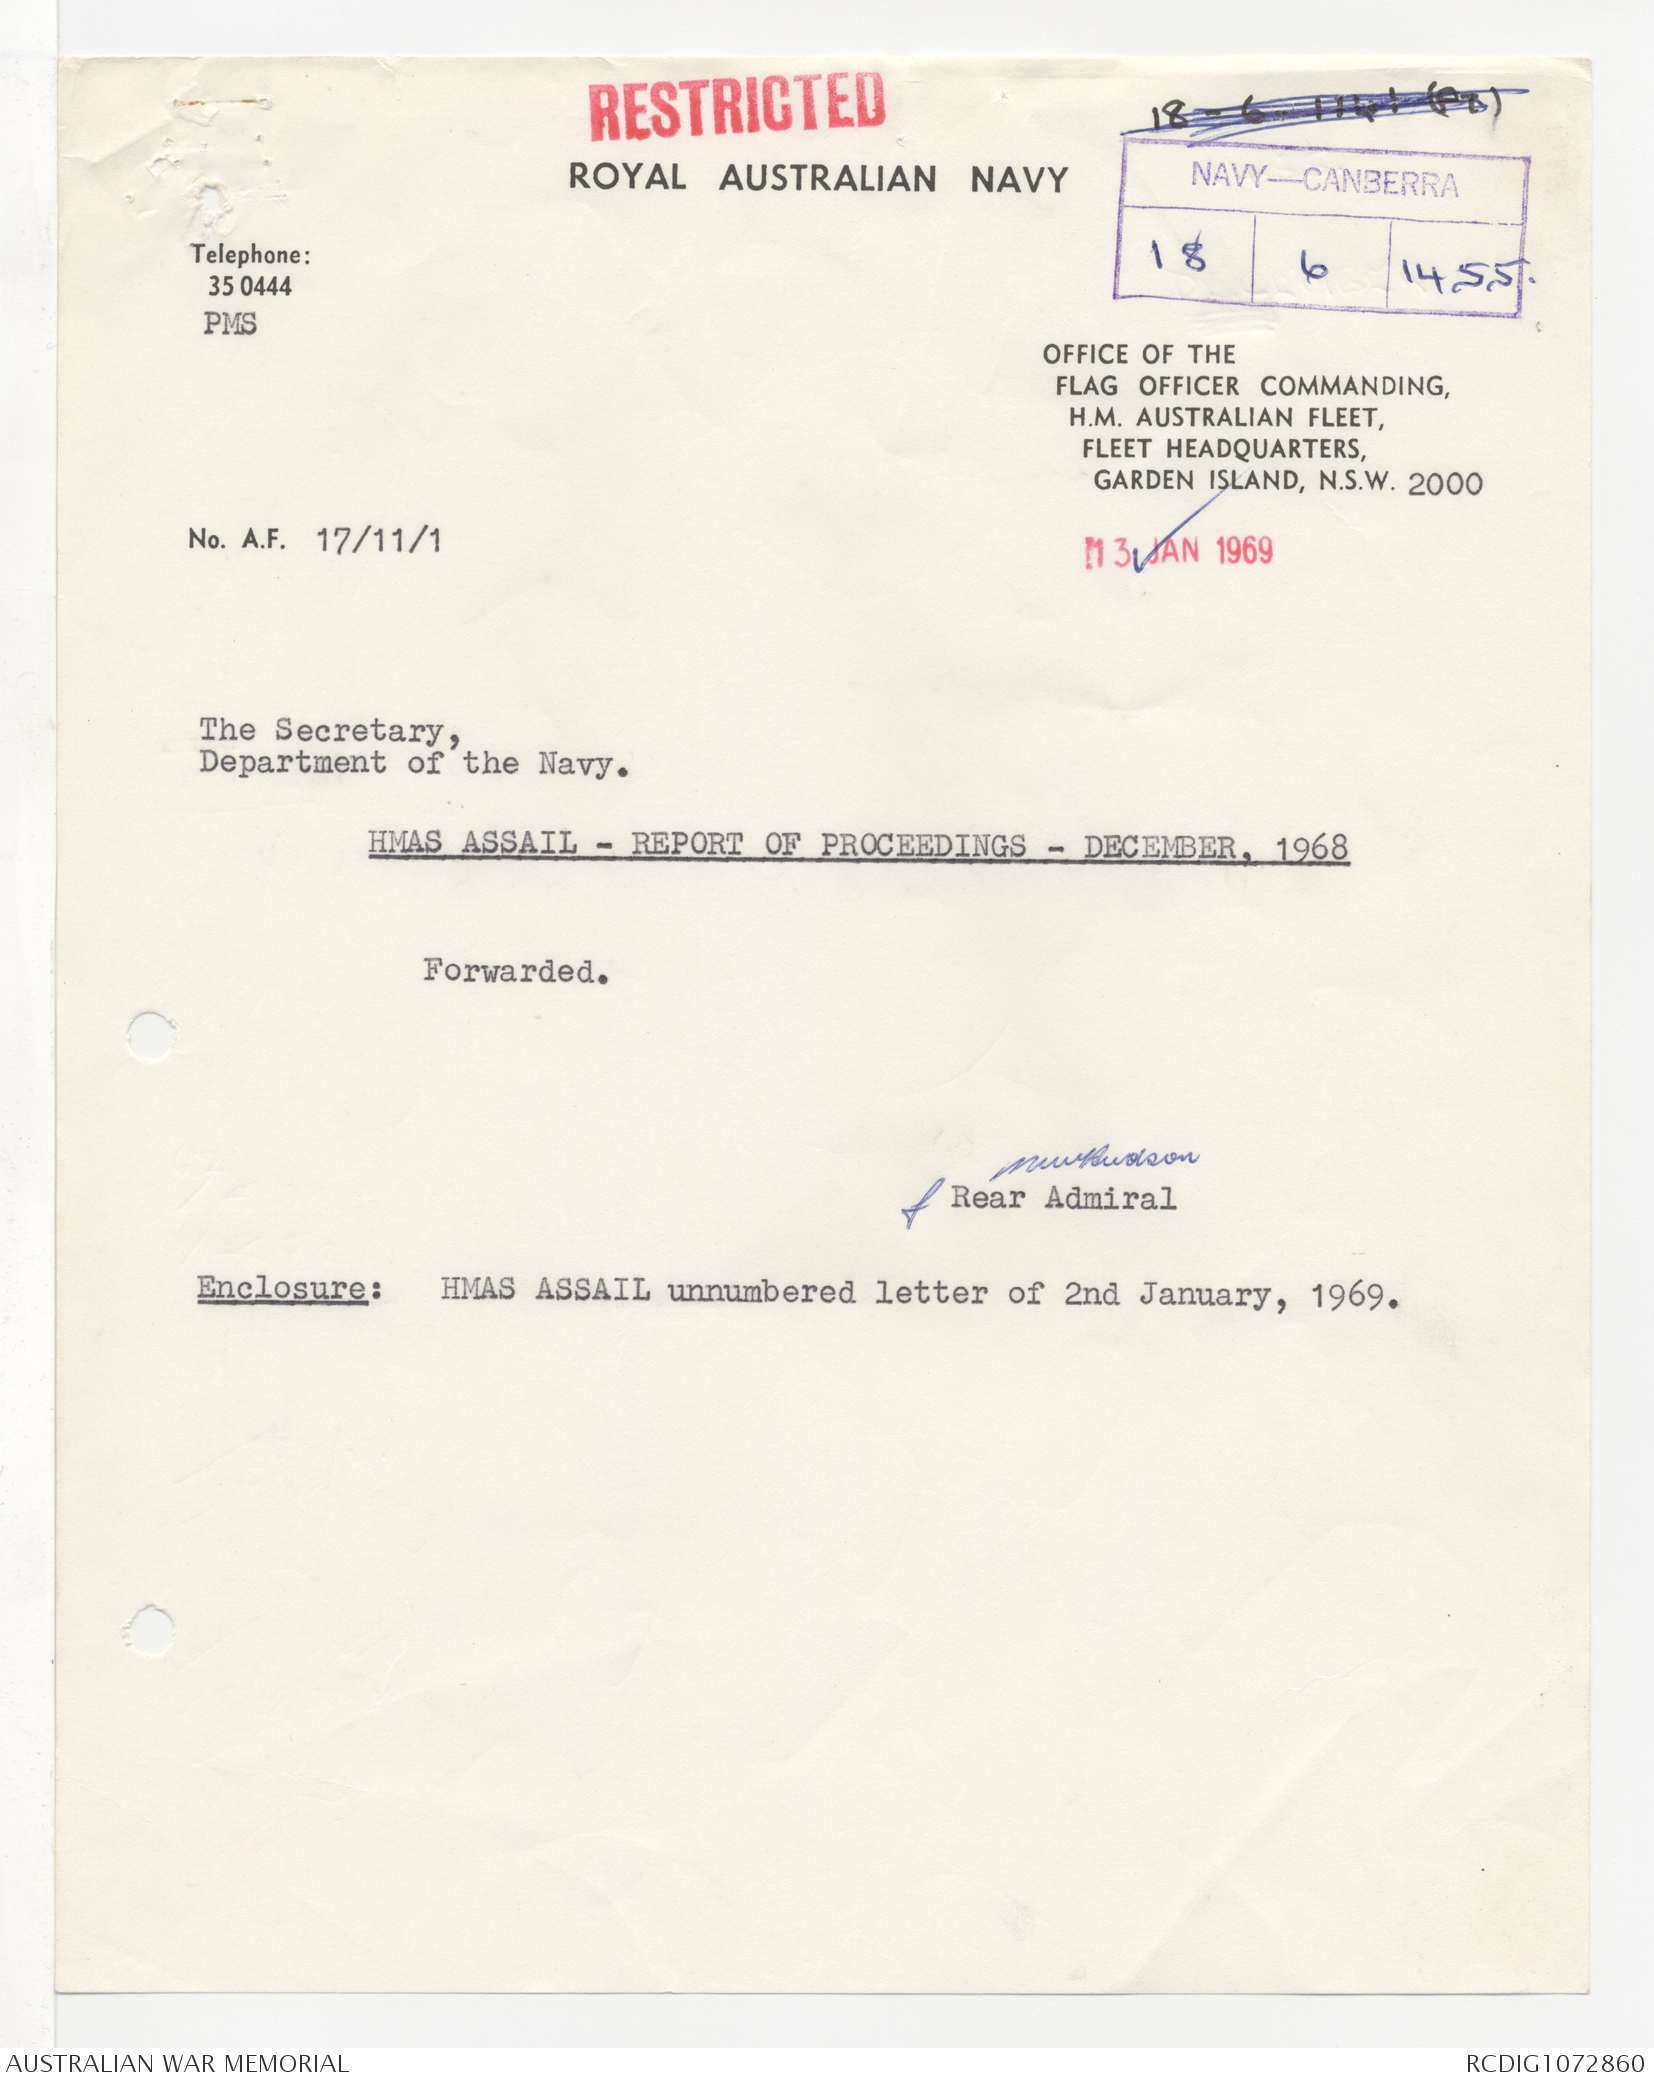 RESTRICTED
ROYAL AUSTRALIAN NAVY
NAVY—CANBERRA
18 6 1455.
Telephone:
35 0444
PMS
OFFICE OF THE
FLAG OFFICER COMMANDING,
H.M. AUSTRALIAN FLEET,
FLEET HEADQUARTERS,
GARDEN ISLAND, N.S.W. 2000
No. A.F. 17/11/1
3 JAN 1969
The Secretary,
Department of the Navy.
HMAS ASSAIL - REPORT OF PROCEEDINGS - DECEMBER, 1968
Forwarded.
Rear Admiral
Enclosure: HMAS ASSAIL unnumbered letter of 2nd January, 1969.
AUSTRALIAN WAR MEMORIAL
RCDIG1072860